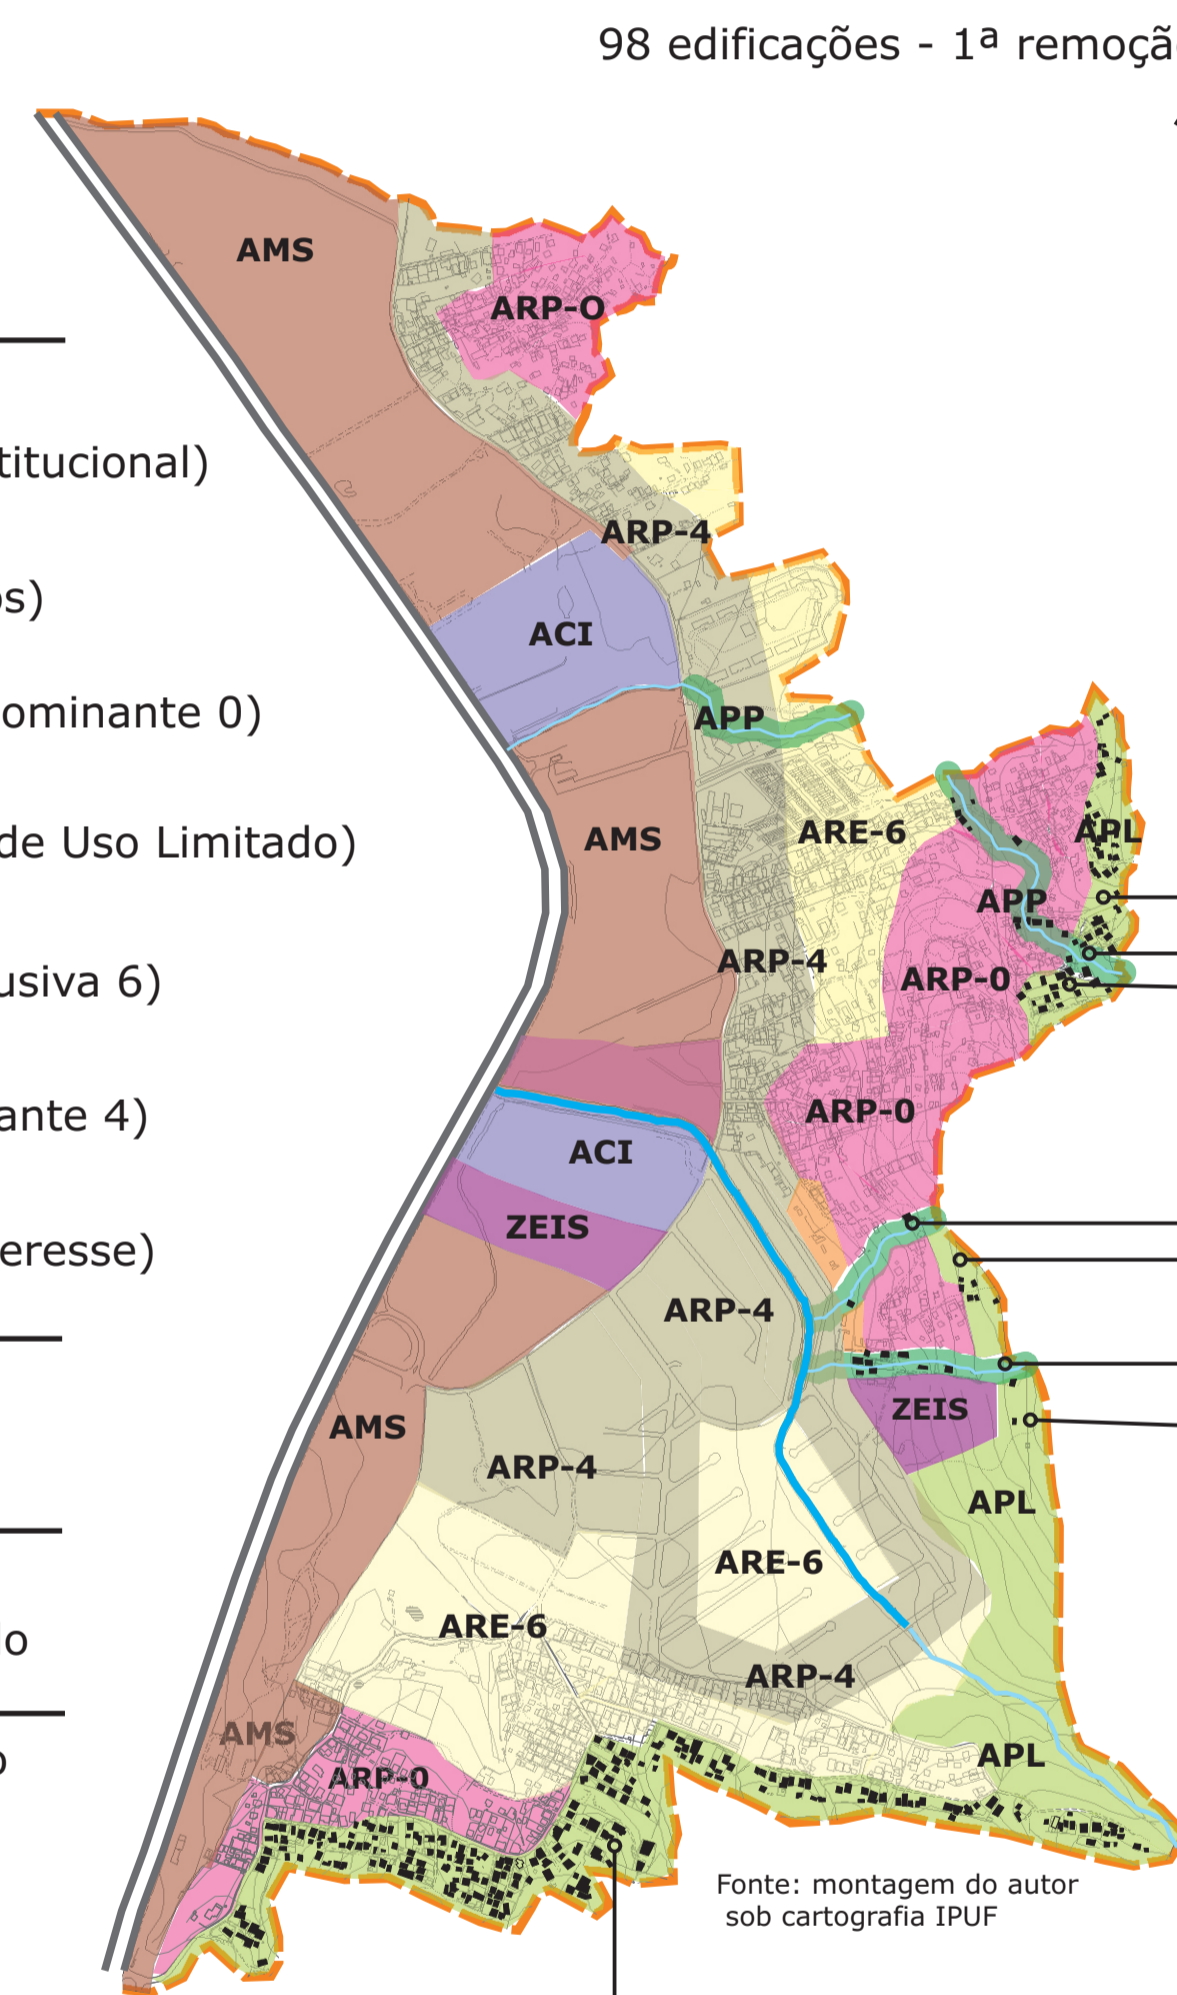 98 edificações - 1ª remoçã
AMS
ARP-O
titucional)
ARP-4
os)
ACI
ominante 0)
APP
de Uso Limitado)
AMS
ARE-6
APL
APP
ARP-4
ARP-0
usiva 6)
ante 4)
ARP-0
ACI
ZEIS
eresse)
ARP-4
ZEIS
AMS
ARP-4
APL
ARE-6
ARE-6
lo
ARP-4
AMS
o
APL
ARP-0
Fonte: montagem do autor
sob cartografia IPUF